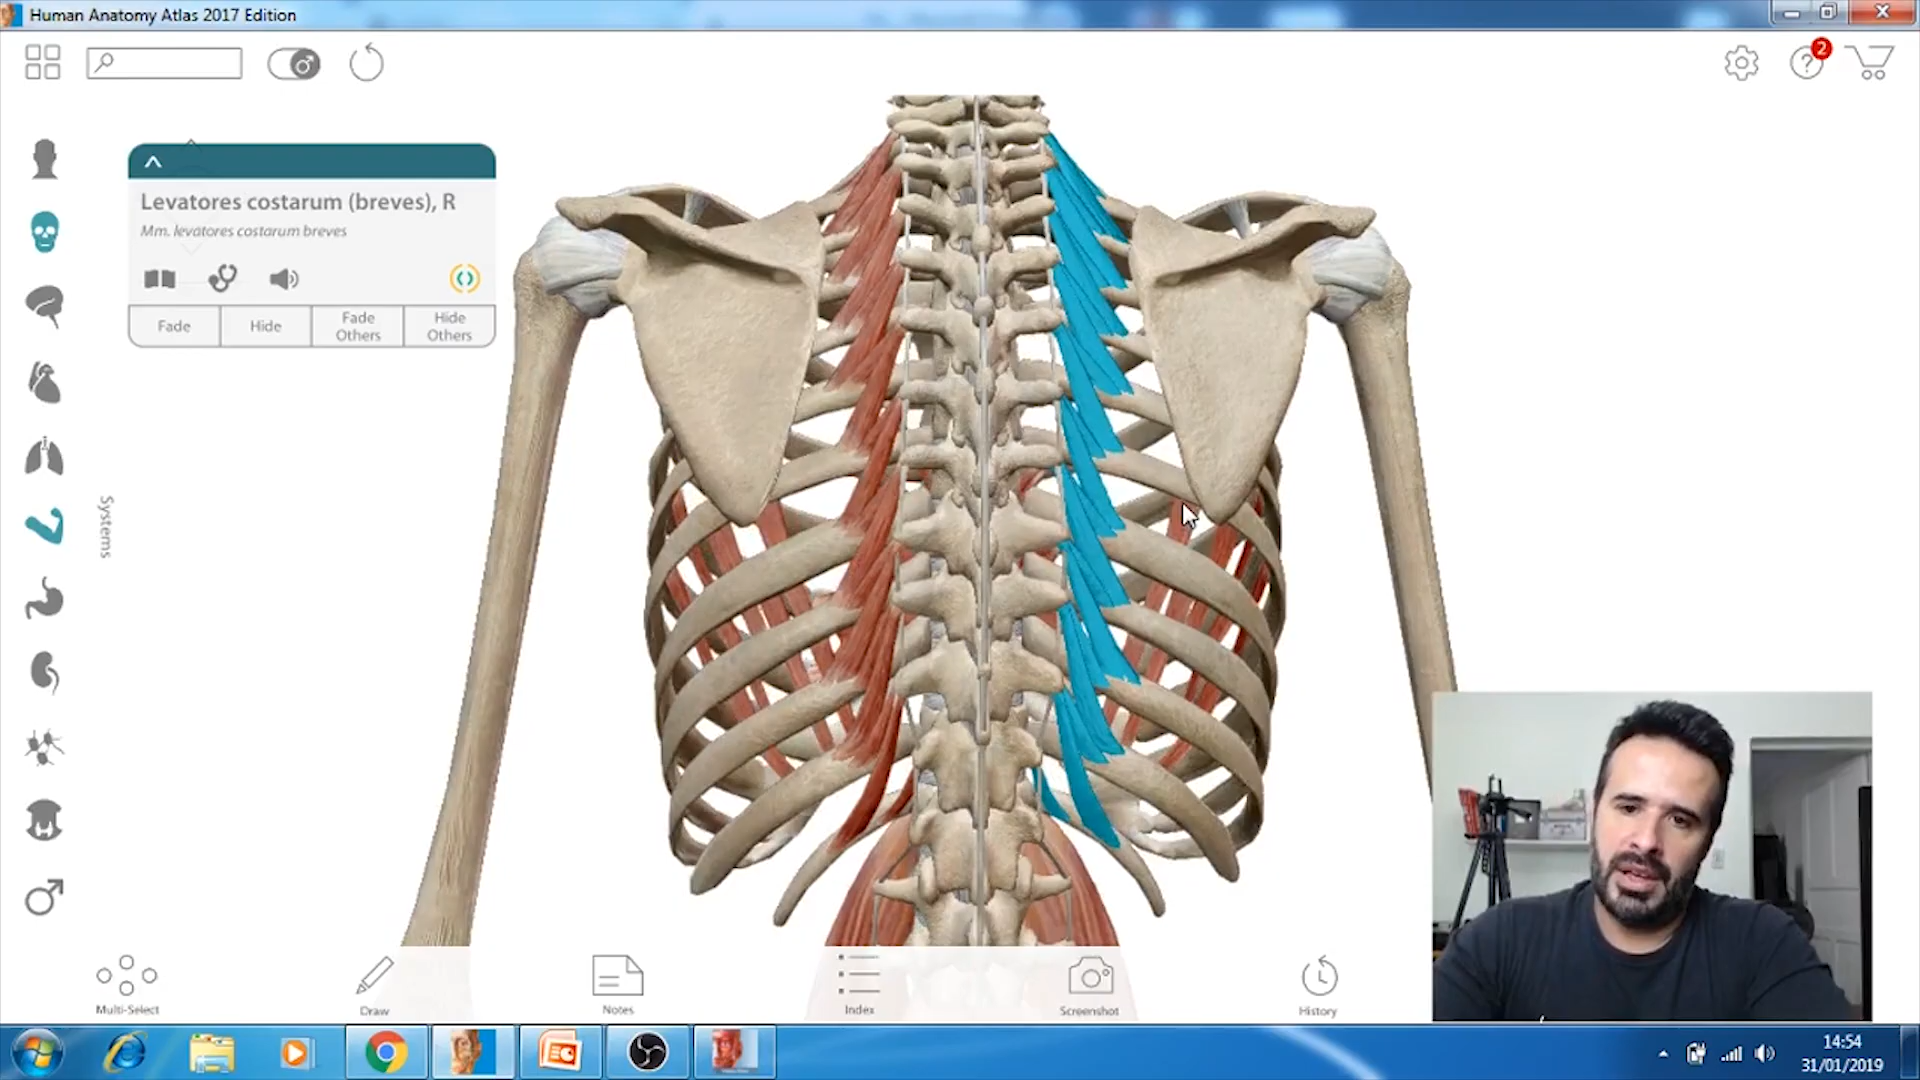 Human Anatomy Atlas 2017 Edition
2
Levatores costarum (breves), R
Mm. levatores costarum breves
Fade
Hide
Fade
Others
Hide
Others
Systems
Multi-Select
Draw
Notes
Index
Screenshot
History
14:54
31/01/2019